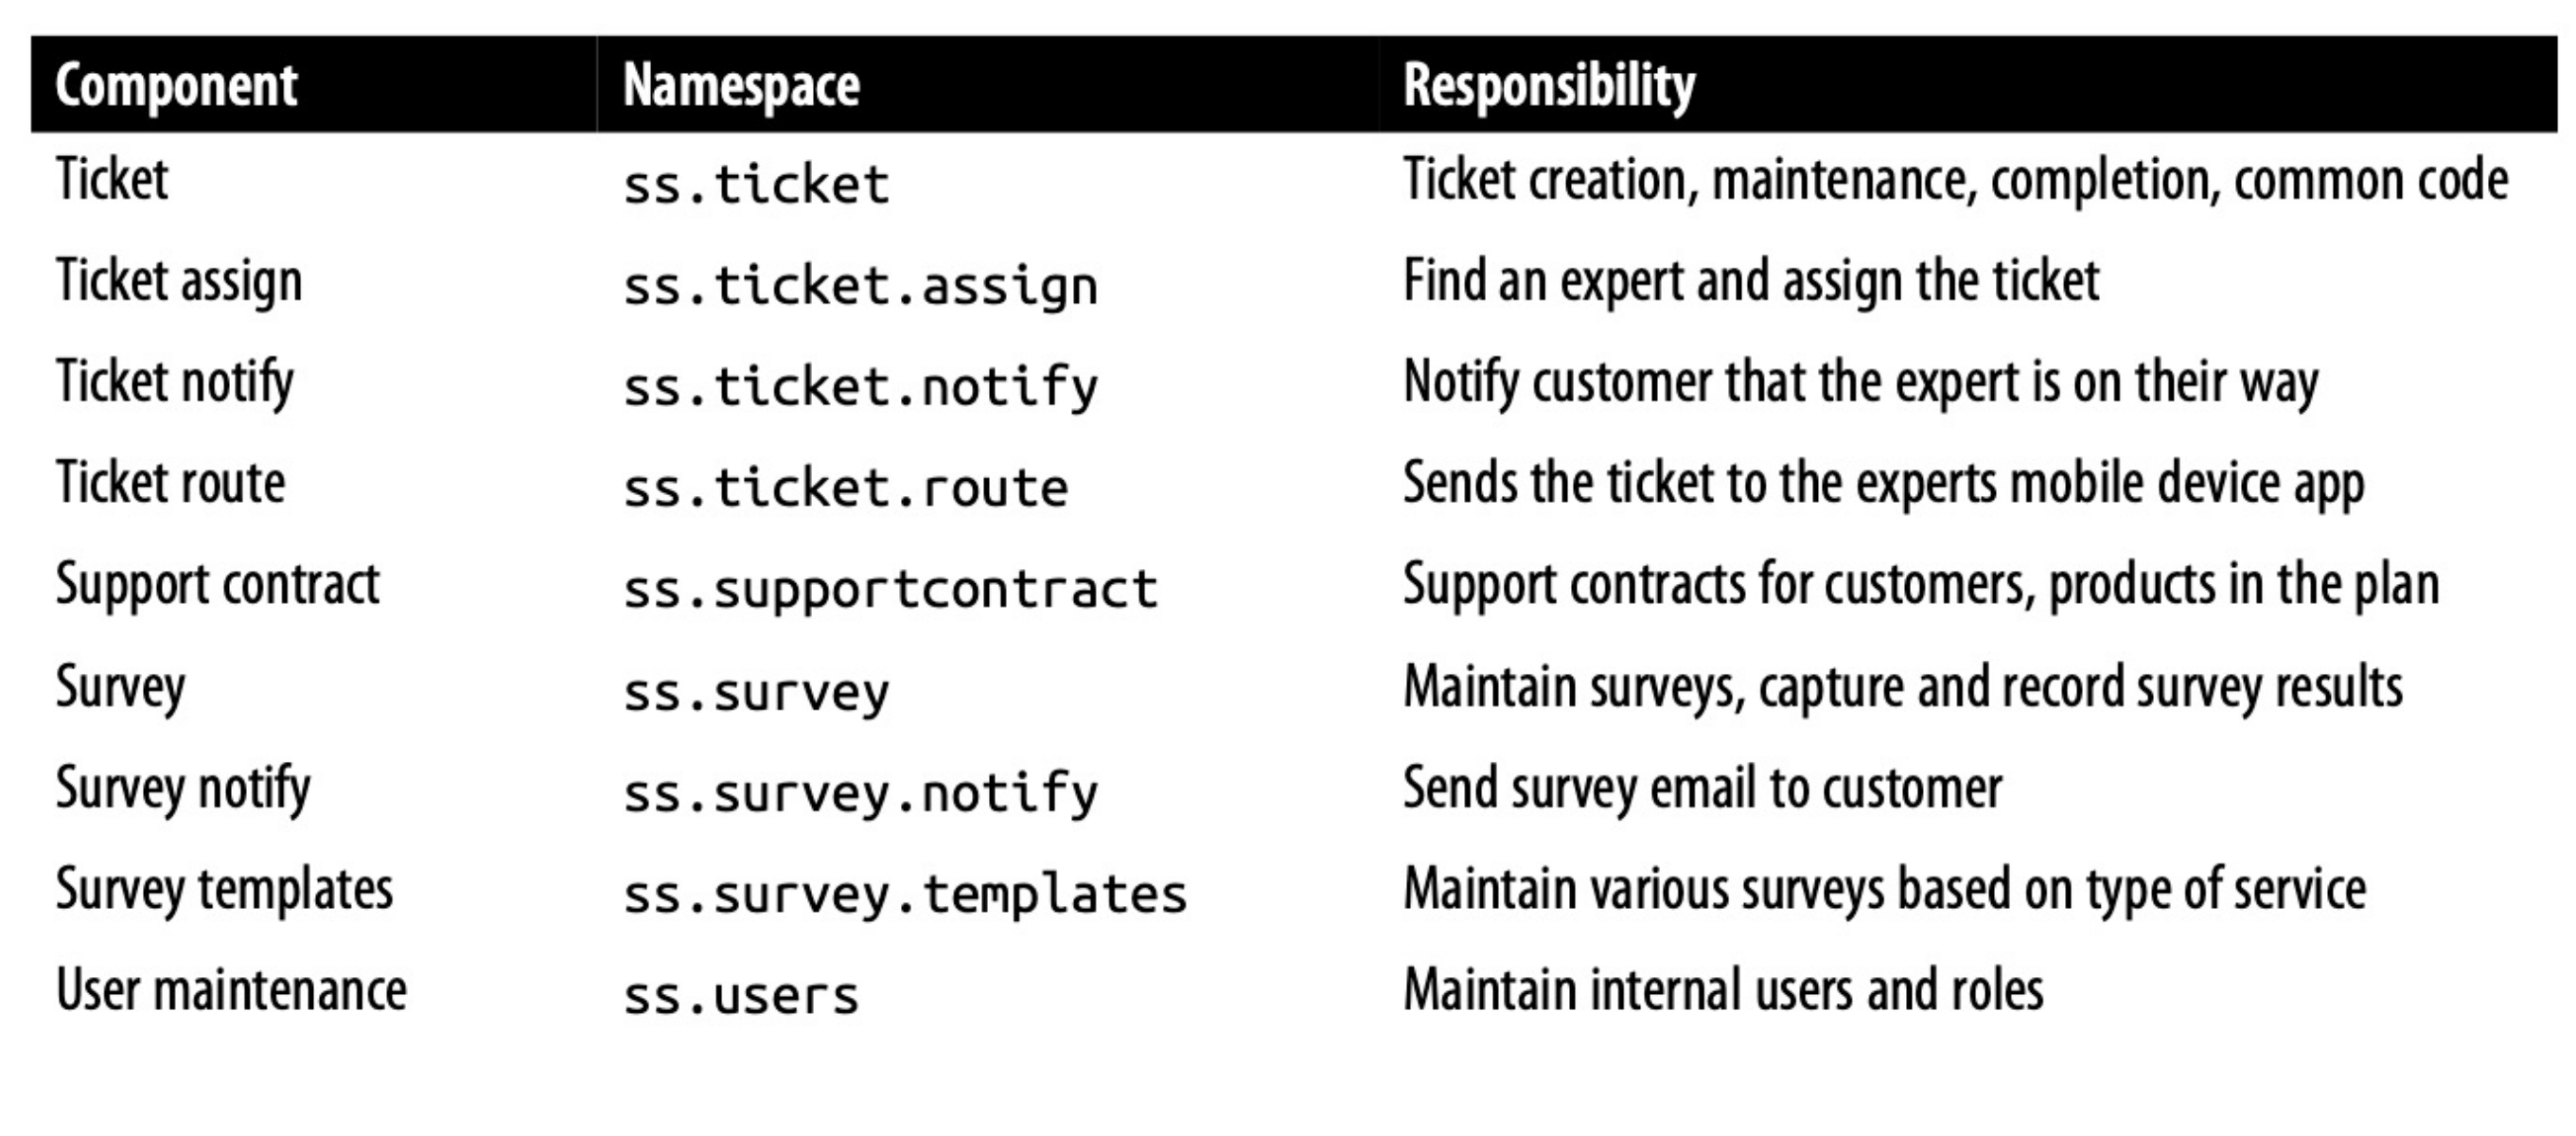 Component Namespace Responsibility
Ticket ss.ticket Ticket creation, maintenance, completion, common code
Ticket assign ss.ticket.assign Find an expert and assign the ticket
Ticket notify ss.ticket.notify Notify customer that the expert is on their way
Ticket route ss.ticket.route Sends the ticket to the experts mobile device app
Support contract ss.supportcontract Support contracts for customers, products in the plan
Survey ss.survey Maintain surveys, capture and record survey results
Survey notify ss.survey.notify Send survey email to customer
Survey templates ss.survey.templates Maintain various surveys based on type of service
User maintenance ss.users Maintain internal users and roles